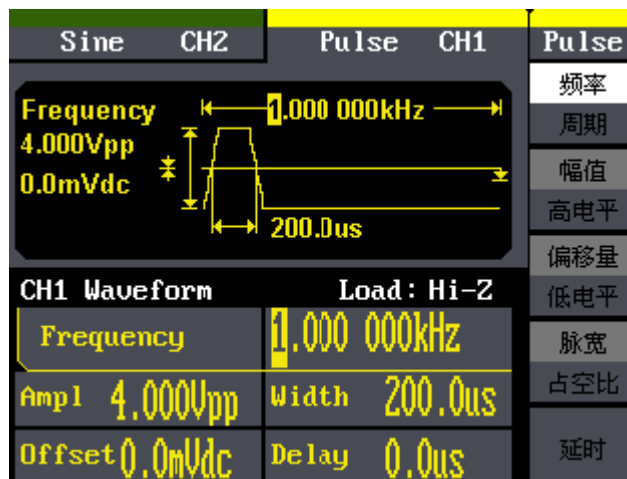 Sine CH2 Pulse CH1 Pulse
Frequency 1.000 000kHz
4.000Vpp
0.0mVdc
200.0us
CH1 Waveform Load: Hi-Z
Frequency 1.000 000kHz
Ampl 4.000Vpp Width 200.0us
Offset 0.0mVdc Delay 0.0us
频率
周期
幅值
高电平
偏移量
低电平
脉宽
占空比
延时